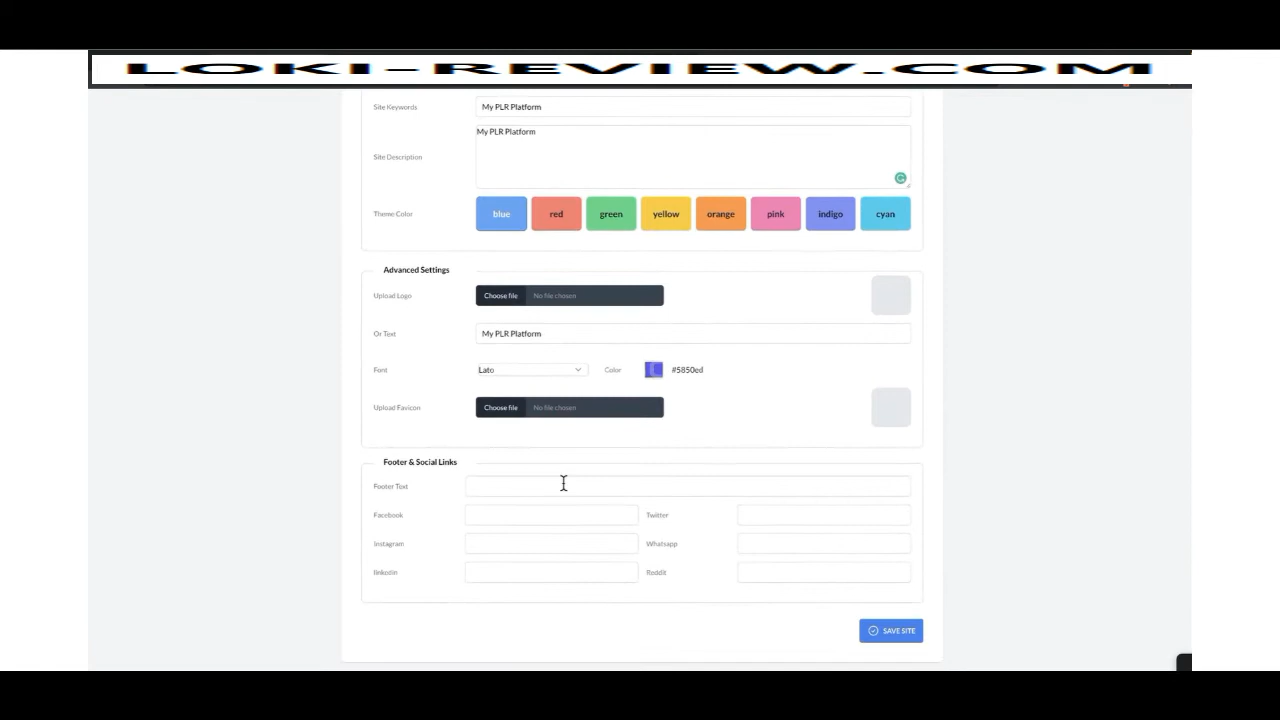 LOKI-REVIEW.COM
Site Keywords My PLR Platform
My PLR Platform
Site Description
Theme Color blue red green yellow orange pink indigo cyan
Advanced Settings
Upload Logo Choose file No file chosen
Or Text My PLR Platform
Font Lato Color #5850ed
Upload Favicon Choose file No file chosen
Footer & Social Links
Footer Text
Facebook Twitter
Instagram Whatsapp
linkedin Reddit
SAVE SITE